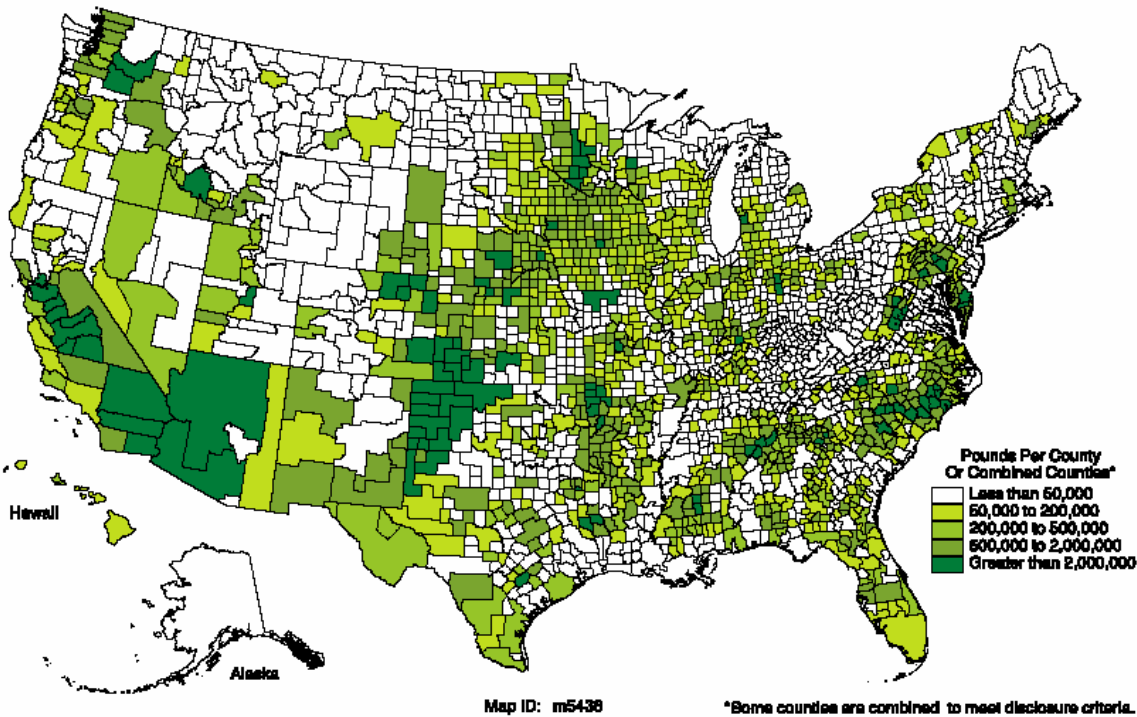 Pounds Per County
Or Combined Counties*
Less than 50,000
50,000 to 200,000
200,000 to 500,000
500,000 to 2,000,000
Greater than 2,000,000
Hawaii
Alaska
Map ID: m5436
*Some counties are combined to meet disclosure criteria.